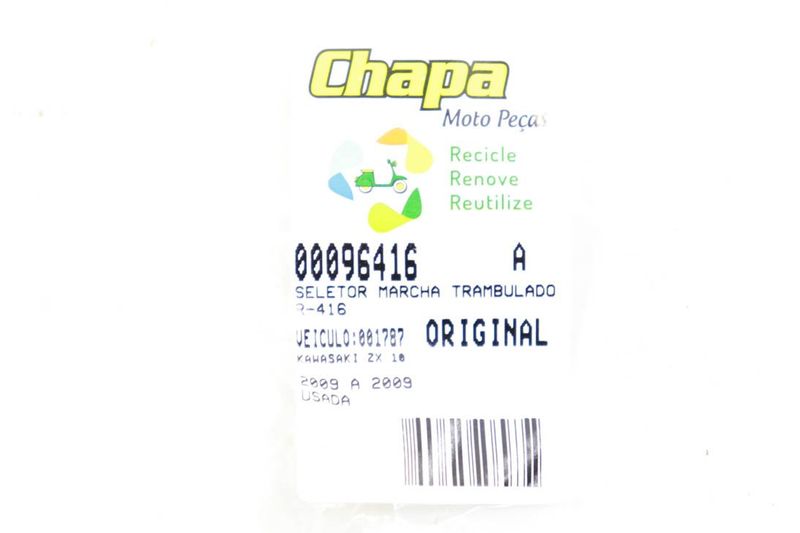 Chapa
Moto Peças
Recicle
Renove
Reutilize
00096416 A
SELETOR MARCHA TRAMBULADO
R-416
VEICULO:001787 ORIGINAL
KAWASAKI ZX 10
2009 A 2009
USADA